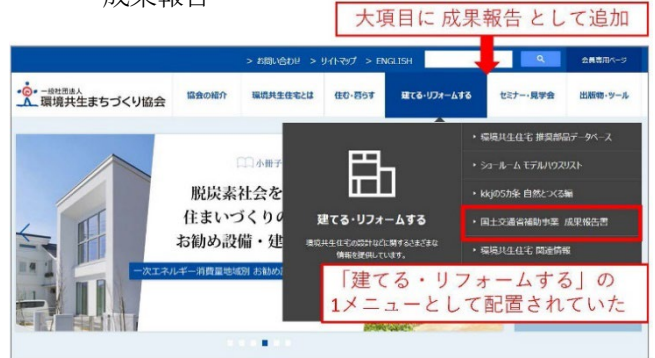 成果報告
大項目に 成果報告 として追加
> お問い合わせ > サイトマップ > ENGLISH 会員専用ページ
一般社団法人
環境共生まちづくり協会
協会の紹介 環境共生住宅とは 住む・暮らす 建てる・リフォームする セミナー・見学会 出版物・ツール
小冊子
脱炭素社会を
住まいづくりの
お勧め設備・建
一次エネルギー消費量地域別 お勧め
建てる・リフォームする
環境共生住宅の設計などに関するさまざまな
情報を提供しています。
・環境共生住宅 推奨部品データベース
・ショールーム モデルハウスリスト
・kkjの5カ条 自然とつくる編
・国土交通省補助事業 成果報告書
・環境共生住宅 関連情報
「建てる・リフォームする」の
1メニューとして配置されていた